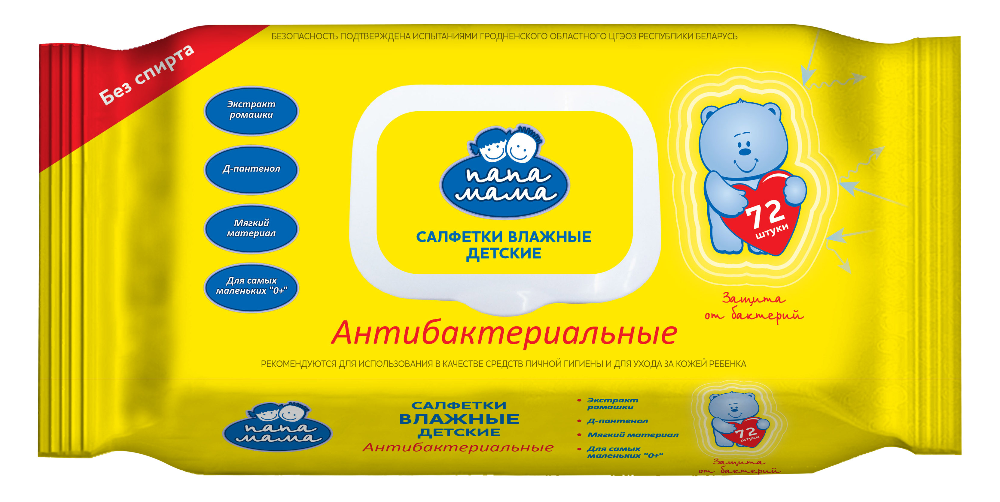 БЕЗОПАСНОСТЬ ПОДТВЕРЖДЕНА ИСПЫТАНИЯМИ ГРОДНЕНСКОГО ОБЛАСТНОГО ЦГЭОЗ РЕСПУБЛИКИ БЕЛАРУСЬ
Без спирта
Экстракт
ромашки
Д-пантенол
Мягкий
материал
Для самых
маленьких "0+"
папа
мама
САЛФЕТКИ ВЛАЖНЫЕ
ДЕТСКИЕ
72
штуки
Защита
от бактерий
Антибактериальные
РЕКОМЕНДУЮТСЯ ДЛЯ ИСПОЛЬЗОВАНИЯ В КАЧЕСТВЕ СРЕДСТВ ЛИЧНОЙ ГИГИЕНЫ И ДЛЯ УХОДА ЗА КОЖЕЙ РЕБЕНКА
папа
мама
САЛФЕТКИ
ВЛАЖНЫЕ
ДЕТСКИЕ
Антибактериальные
• Экстракт
ромашки
• Д-пантенол
• Мягкий материал
• Для самых
маленьких "0+"
72
штуки
Защита
от бактерий